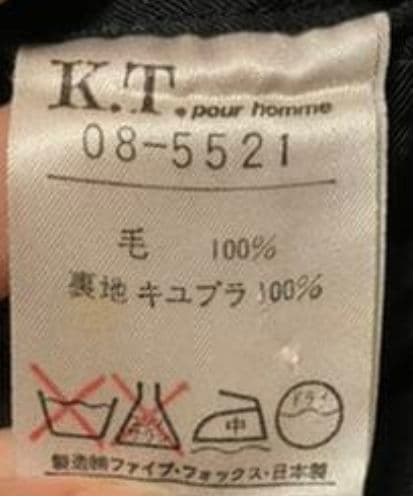 K.T. pour homme
08-5521
毛 100%
裏地 キュプラ 100%
中 ドライ
製造㈱ファイブ・フォックス・日本製